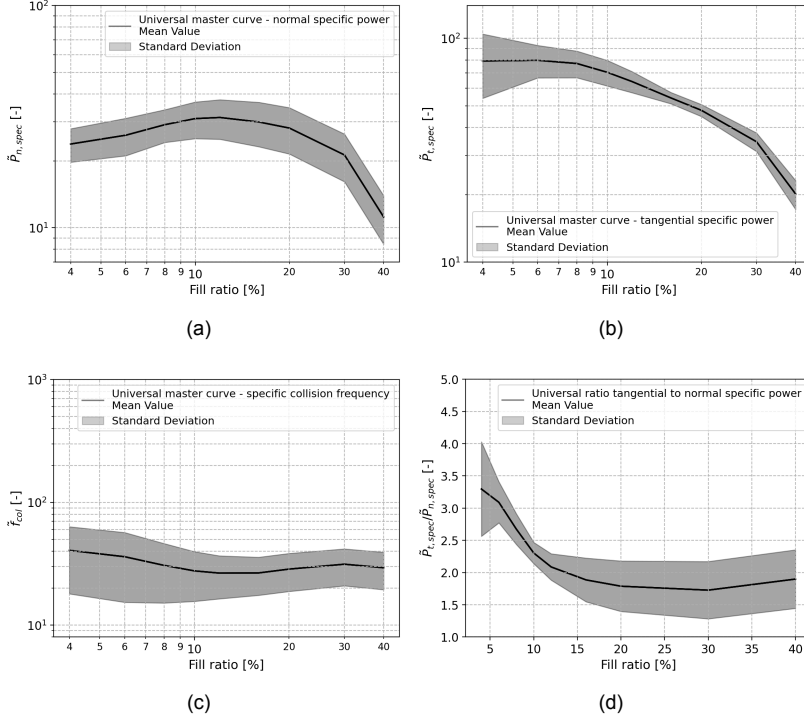 10²
Universal master curve - normal specific power
Mean Value
Standard Deviation
P̃n, spec [-]
10¹
4 5 6 7 8 9 10 20 30 40
Fill ratio [%]
(a)
10²
P̃t, spec [-]
Universal master curve - tangential specific power
Mean Value
Standard Deviation
10¹
4 5 6 7 8 9 10 20 30 40
Fill ratio [%]
(b)
10³
Universal master curve - specific collision frequency
Mean Value
Standard Deviation
10²
f̃col [-]
10¹
4 5 6 7 8 9 10 20 30 40
Fill ratio [%]
(c)
5.0
Universal ratio tangential to normal specific power
Mean Value
4.5
Standard Deviation
4.0
3.5
3.0
P̃t, spec/P̃n, spec [-]
2.5
2.0
1.5
1.0
5 10 15 20 25 30 35 40
Fill ratio [%]
(d)